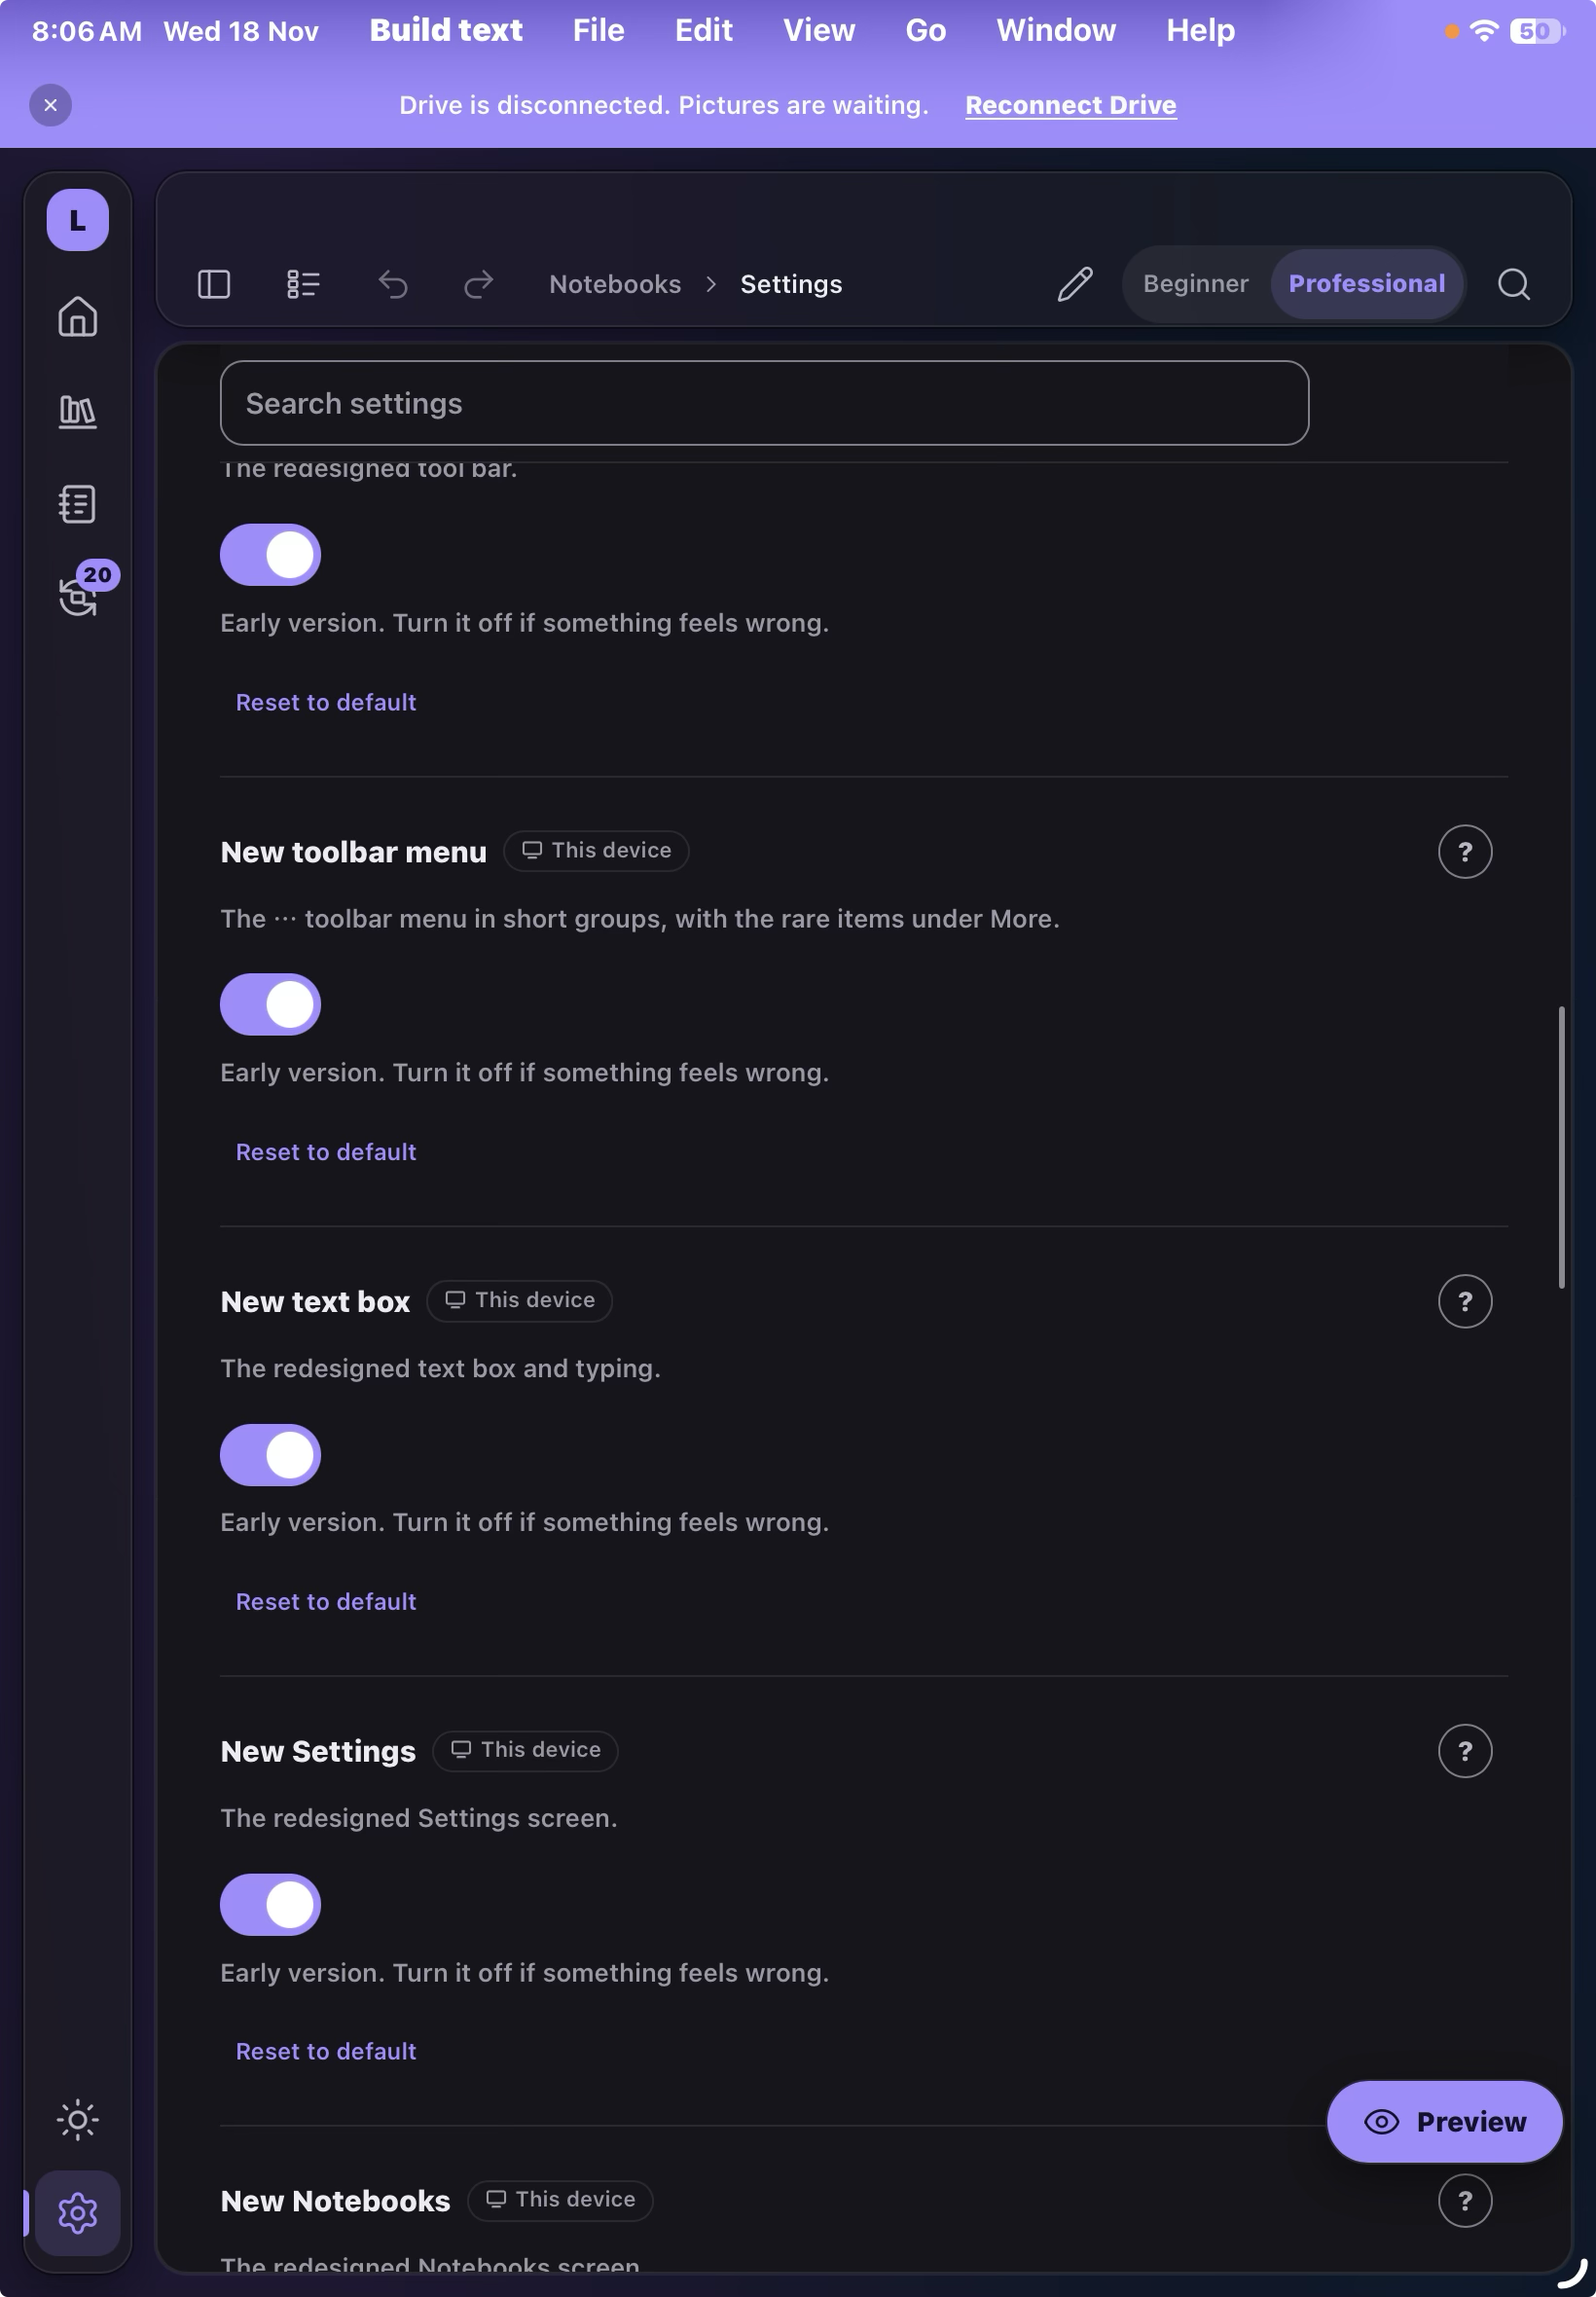 8:06 AM Wed 18 Nov Build text File Edit View Go Window Help 50
Drive is disconnected. Pictures are waiting. Reconnect Drive
L
Notebooks > Settings Beginner Professional
Search settings
The redesigned tool bar.
20
Early version. Turn it off if something feels wrong.
Reset to default
New toolbar menu This device ?
The ··· toolbar menu in short groups, with the rare items under More.
Early version. Turn it off if something feels wrong.
Reset to default
New text box This device ?
The redesigned text box and typing.
Early version. Turn it off if something feels wrong.
Reset to default
New Settings This device ?
The redesigned Settings screen.
Early version. Turn it off if something feels wrong.
Reset to default
Preview
New Notebooks This device ?
The redesigned Notebooks screen